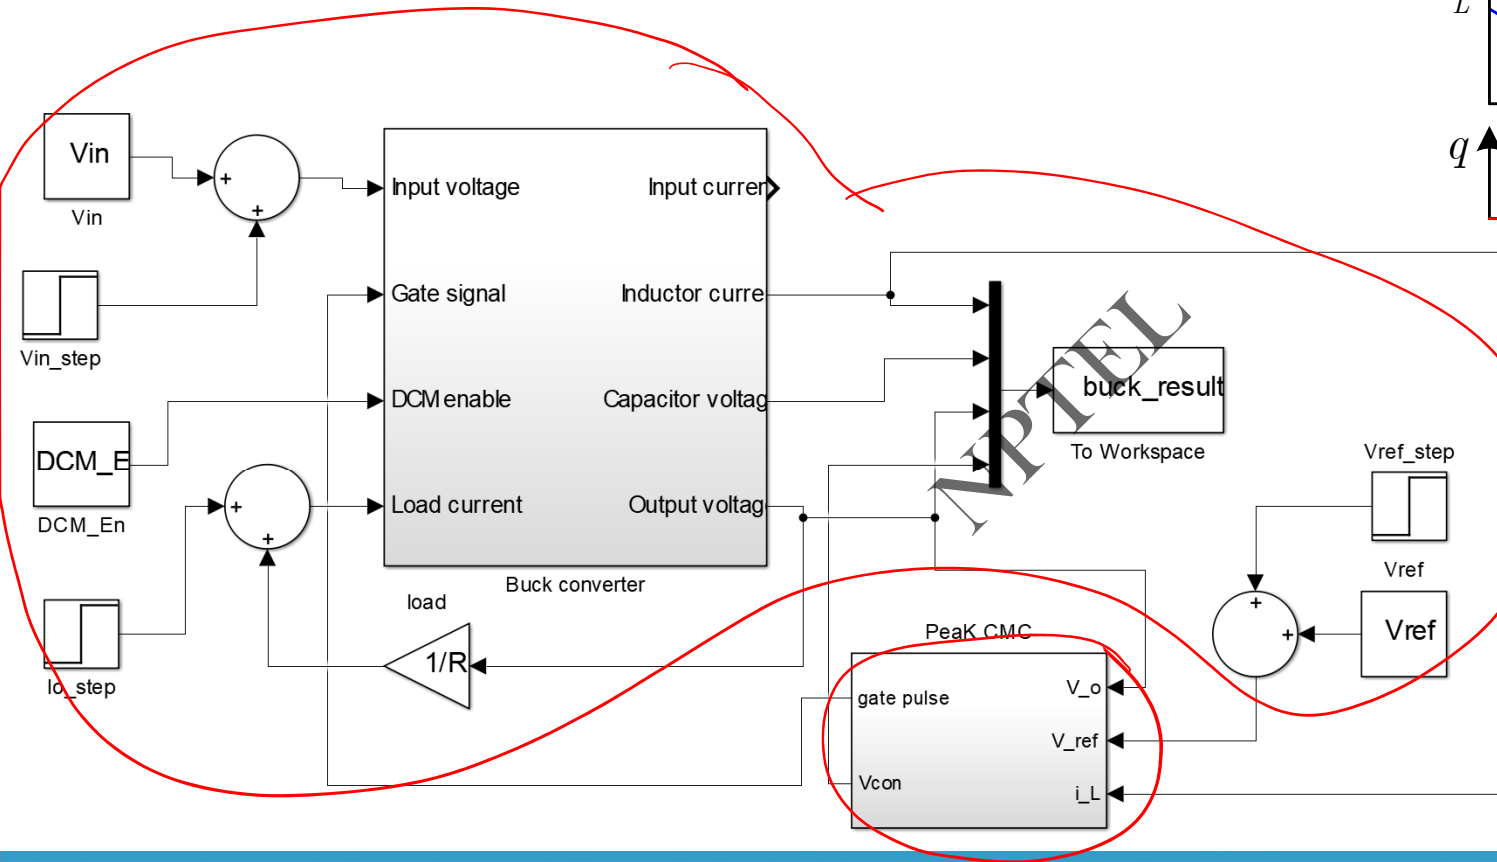 L
q
Vin
Vin
+
+
Vin_step
DCM_E
DCM_En
+
+
Io_step
Input voltage
Gate signal
DCM enable
Load current
Input curren
Inductor curre
Capacitor voltag
Output voltag
Buck converter
load
1/R
buck_result
To Workspace
NPTEL
Vref_step
Vref
Vref
+
+
PeaK CMC
gate pulse
Vcon
V_o
V_ref
i_L